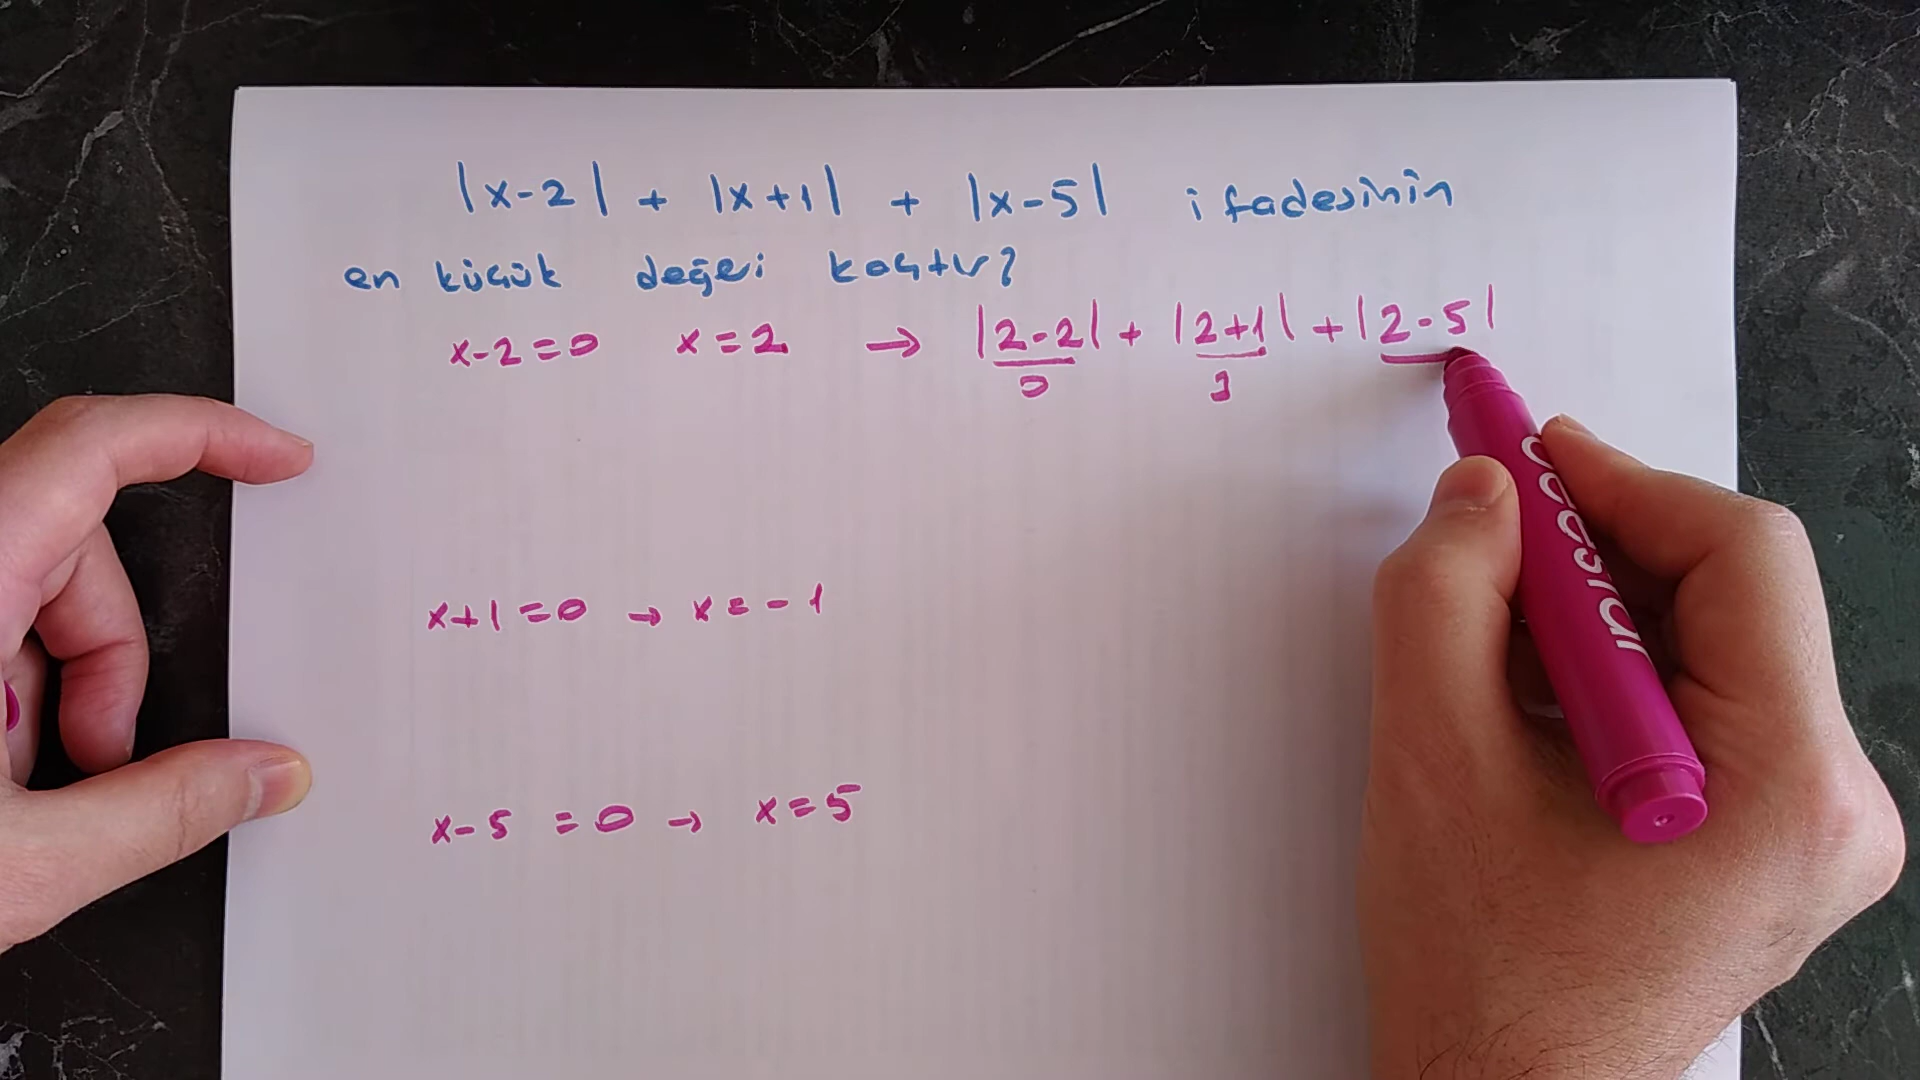 |x-2| + |x+1| + |x-5| ifadesinin
en küçük değeri kaçtır?
x-2=0 x=2 → |2-2| + |2+1| + |2-5|
0 3
x+1=0 → x=-1
x-5=0 → x=5